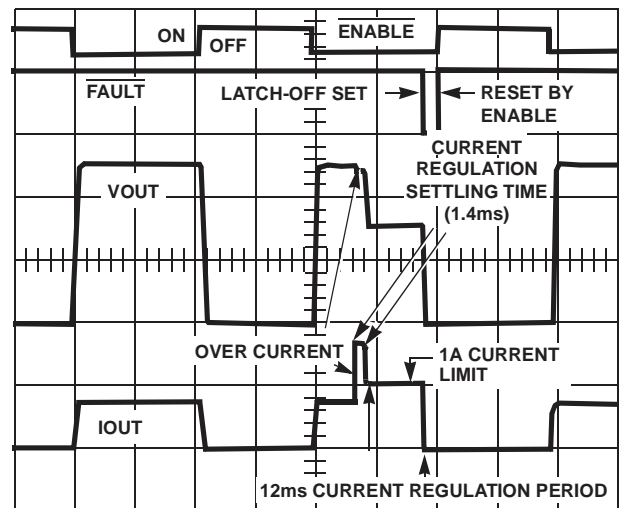 ON
OFF
ENABLE
FAULT
LATCH-OFF SET
RESET BY
ENABLE
CURRENT
REGULATION
SETTLING TIME
(1.4ms)
VOUT
OVER CURRENT
1A CURRENT
LIMIT
IOUT
12ms CURRENT REGULATION PERIOD